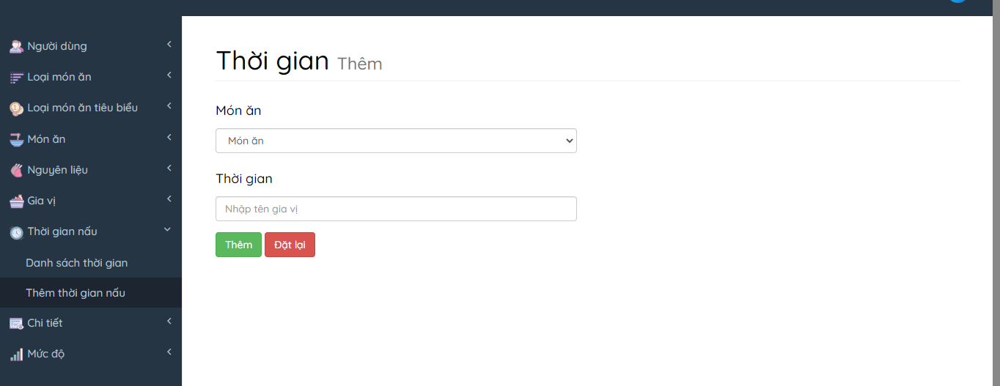 Người dùng
Loại món ăn
Loại món ăn tiêu biểu
Món ăn
Nguyên liệu
Gia vị
Thời gian nấu
Danh sách thời gian
Thêm thời gian nấu
Chi tiết
Mức độ
Thời gian Thêm
Món ăn
Món ăn
Thời gian
Nhập tên gia vị
Thêm Đặt lại